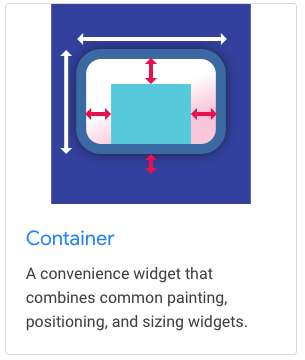 Container
A convenience widget that
combines common painting,
positioning, and sizing widgets.